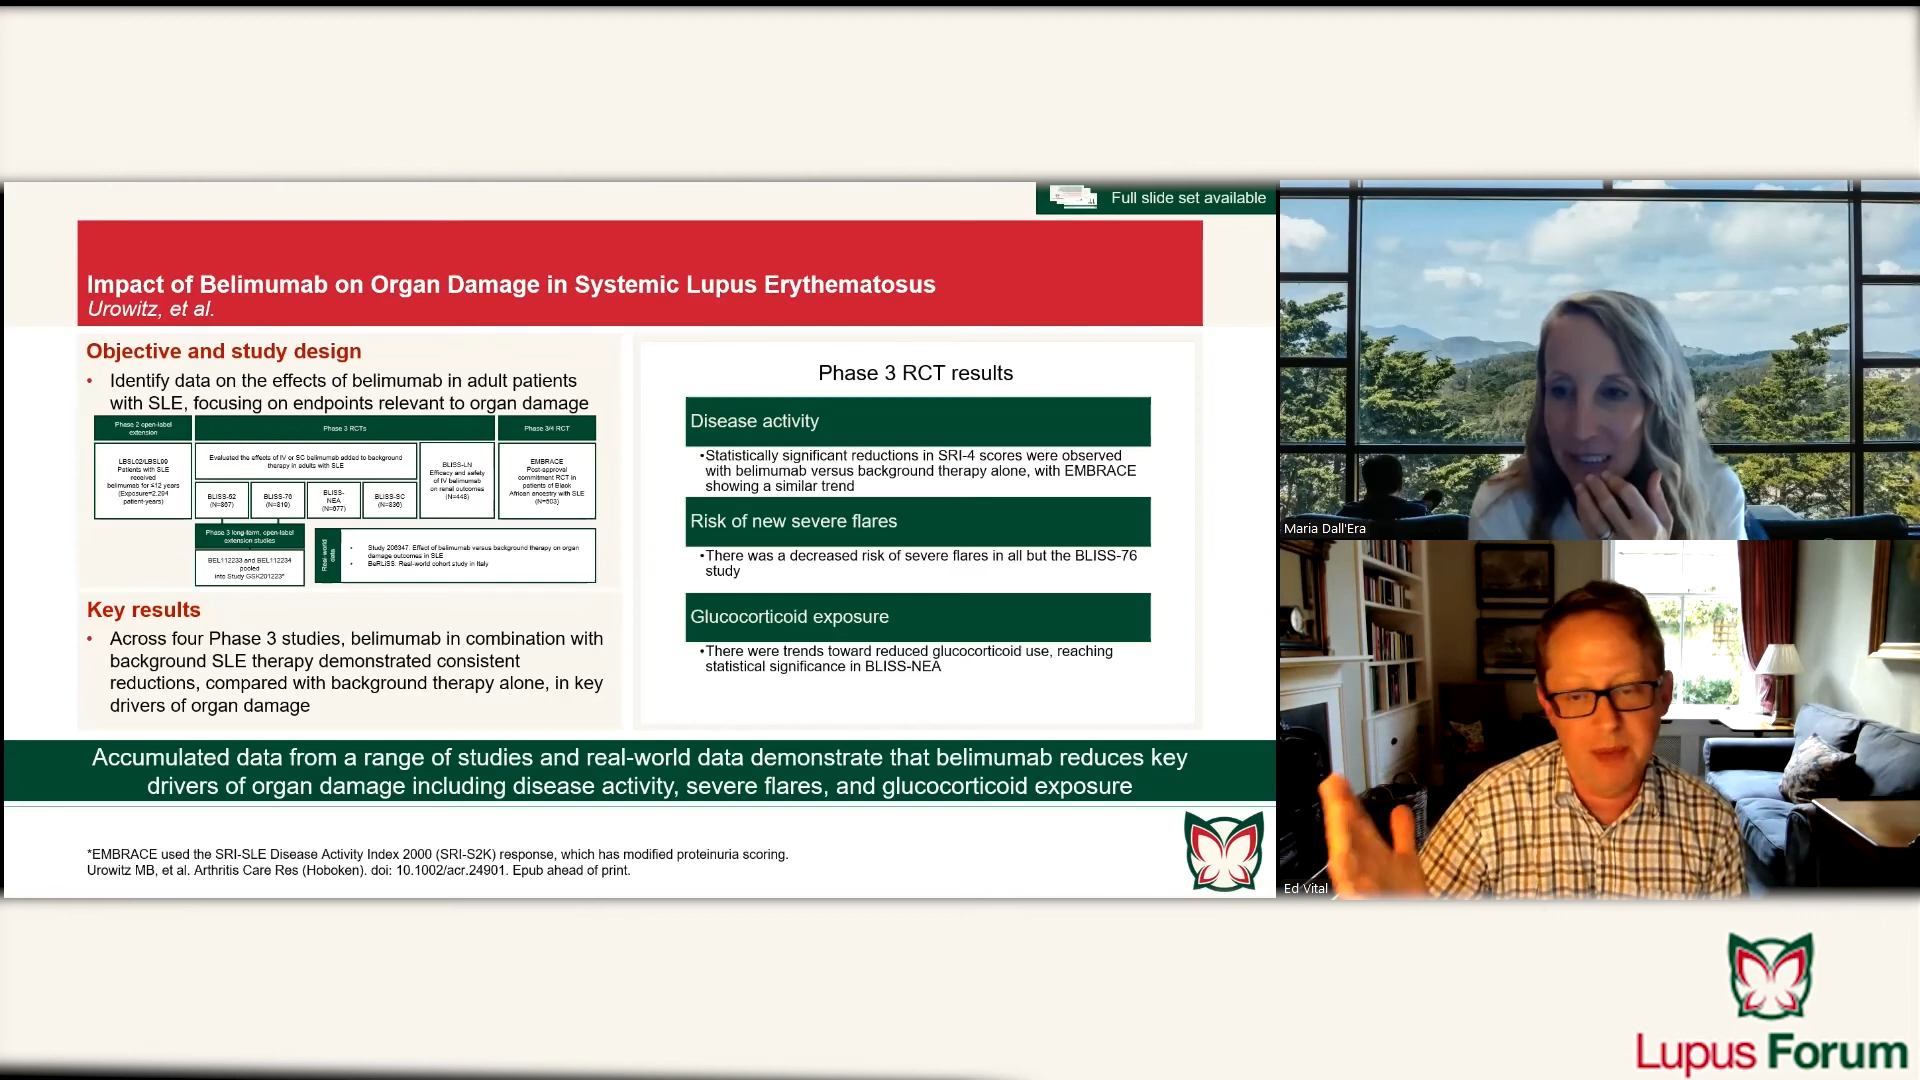 Full slide set available
Impact of Belimumab on Organ Damage in Systemic Lupus Erythematosus
Urowitz, et al.
Objective and study design
• Identify data on the effects of belimumab in adult patients
with SLE, focusing on endpoints relevant to organ damage
Phase 2 open-label
extension
Phase 3 RCTs
Phase 3/4 RCT
LBSL02/LBSL99
Patients with SLE
received
belimumab for ≤12 years
(Exposure=2,294
patient-years)
Evaluated the effects of IV or SC belimumab added to background
therapy in adults with SLE
BLISS-52
(N=867)
BLISS-76
(N=819)
BLISS-
NEA
(N=677)
BLISS-SC
(N=836)
BLISS-LN
Efficacy and safety
of IV belimumab
on renal outcomes
(N=448)
EMBRACE
Post-approval
commitment RCT in
patients of Black
African ancestry with SLE
(N=503)
Phase 3 long-term, open-label
extension studies
BEL112233 and BEL112234
pooled
into Study GSK201223*
Real-world
data
• Study 206347: Effect of belimumab versus background therapy on organ
damage outcomes in SLE
• BeRLiSS: Real-world cohort study in Italy
Key results
• Across four Phase 3 studies, belimumab in combination with
background SLE therapy demonstrated consistent
reductions, compared with background therapy alone, in key
drivers of organ damage
Phase 3 RCT results
Disease activity
•Statistically significant reductions in SRI-4 scores were observed
with belimumab versus background therapy alone, with EMBRACE
showing a similar trend
Risk of new severe flares
•There was a decreased risk of severe flares in all but the BLISS-76
study
Glucocorticoid exposure
•There were trends toward reduced glucocorticoid use, reaching
statistical significance in BLISS-NEA
Accumulated data from a range of studies and real-world data demonstrate that belimumab reduces key
drivers of organ damage including disease activity, severe flares, and glucocorticoid exposure
*EMBRACE used the SRI-SLE Disease Activity Index 2000 (SRI-S2K) response, which has modified proteinuria scoring.
Urowitz MB, et al. Arthritis Care Res (Hoboken). doi: 10.1002/acr.24901. Epub ahead of print.
Maria Dall'Era
Ed Vital
Lupus Forum